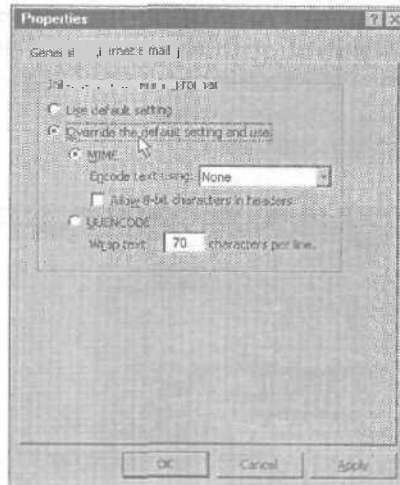 Properties
General
Use default setting
Override the default setting and use:
MIME
Encode text using: None
Allow 8-bit characters in headers
UUENCODE
Wrap text 70 characters per line.
OK Cancel Apply